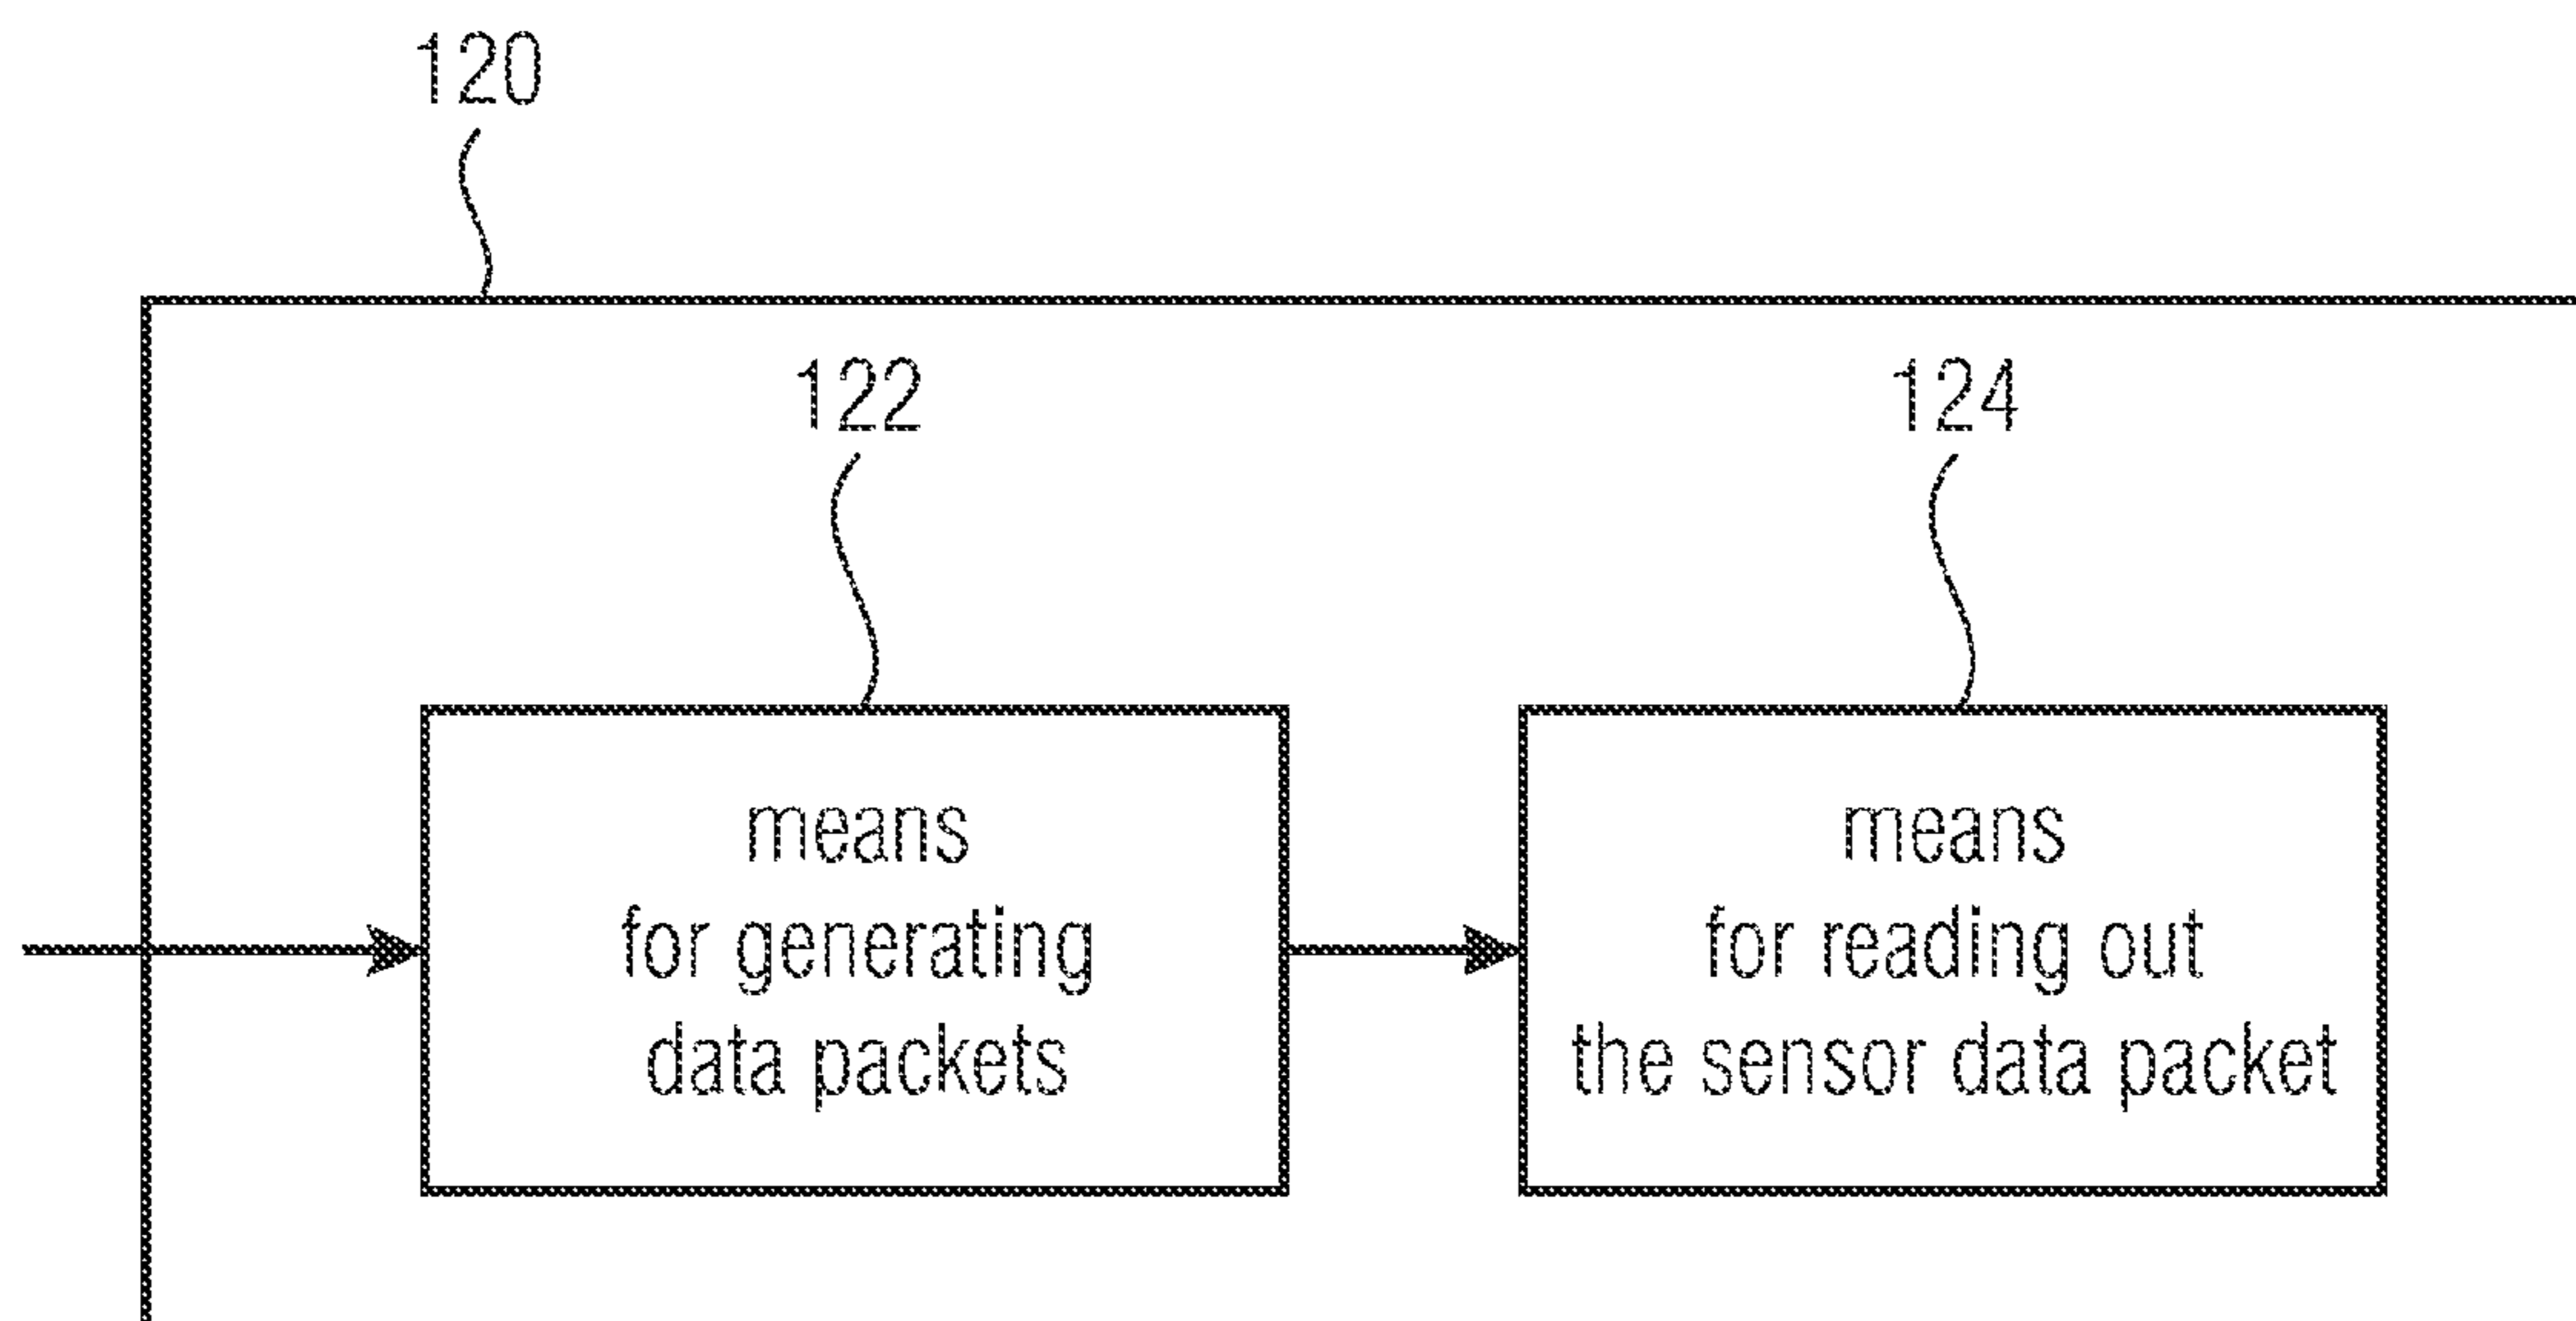 120
122
124
means
for generating
data packets
means
for reading out
the sensor data packet